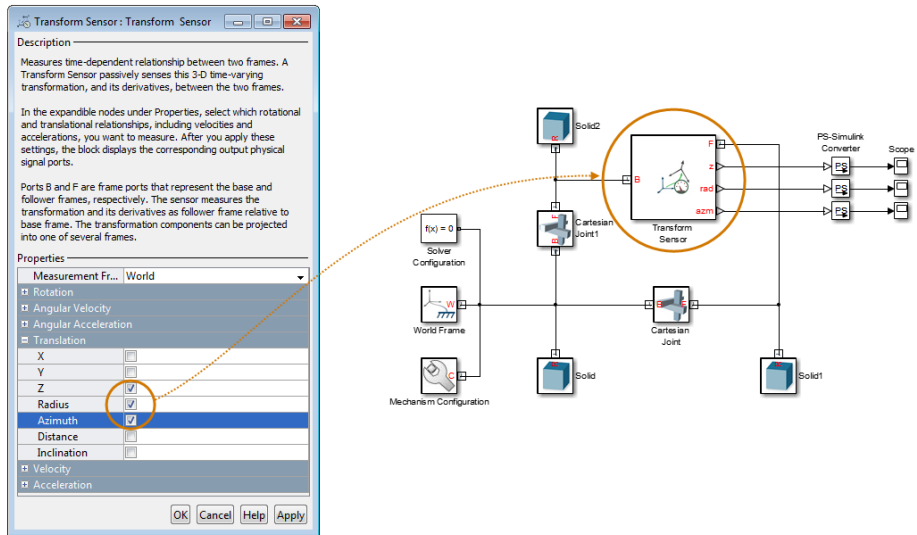 Transform Sensor : Transform Sensor
Description
Measures time-dependent relationship between two frames. A
Transform Sensor passively senses this 3-D time-varying
transformation, and its derivatives, between the two frames.
In the expandible nodes under Properties, select which rotational
and translational relationships, including velocities and
accelerations, you want to measure. After you apply these
settings, the block displays the corresponding output physical
signal ports.
Ports B and F are frame ports that represent the base and
follower frames, respectively. The sensor measures the
transformation and its derivatives as follower frame relative to
base frame. The transformation components can be projected
into one of several frames.
Properties
Measurement Fr... World
Rotation
Angular Velocity
Angular Acceleration
Translation
X
Y
Z
Radius
Azimuth
Distance
Inclination
Velocity
Acceleration
OK Cancel Help Apply
R
Solid2
B
F
z
rad
azm
Transform
Sensor
PS-Simulink
Converter
Scope
PS
PS
PS
F
B
Cartesian
Joint1
f(x) = 0
Solver
Configuration
W
World Frame
C
Mechanism Configuration
B
F
Cartesian
Joint
R
Solid
R
Solid1